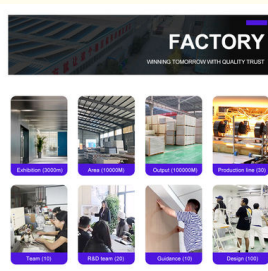 FACTORY
WINNING TOMORROW WITH QUALITY TRUST
Exhibition (3000m)
Area (10000M)
Output (100000M)
Production line (30)
Team (10)
R&D team (20)
Guidance (10)
Design (100)